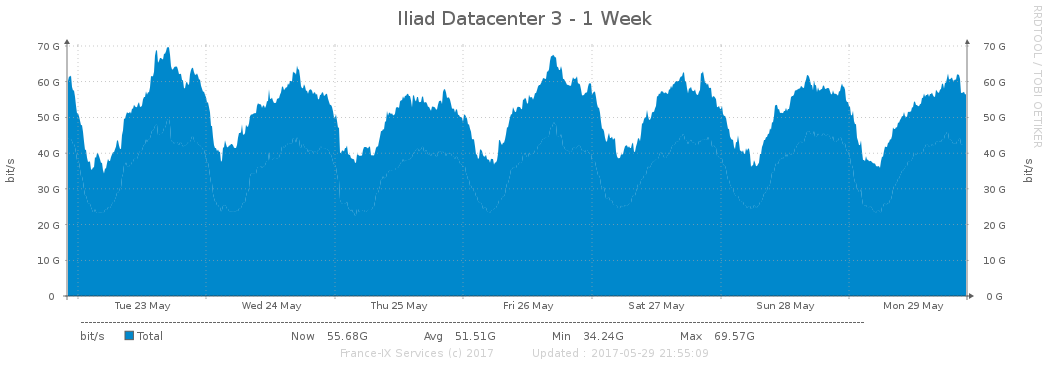 Iliad Datacenter 3 - 1 Week
RRDTOOL / TOBI OETIKER
70 G 70 G
60 G 60 G
50 G 50 G
40 G 40 G
bit/s bit/s
30 G 30 G
20 G 20 G
10 G 10 G
0 0 G
Tue 23 May Wed 24 May Thu 25 May Fri 26 May Sat 27 May Sun 28 May Mon 29 May
bit/s Total Now 55.68G Avg 51.51G Min 34.24G Max 69.57G
France-IX Services (c) 2017 Updated : 2017-05-29 21:55:09